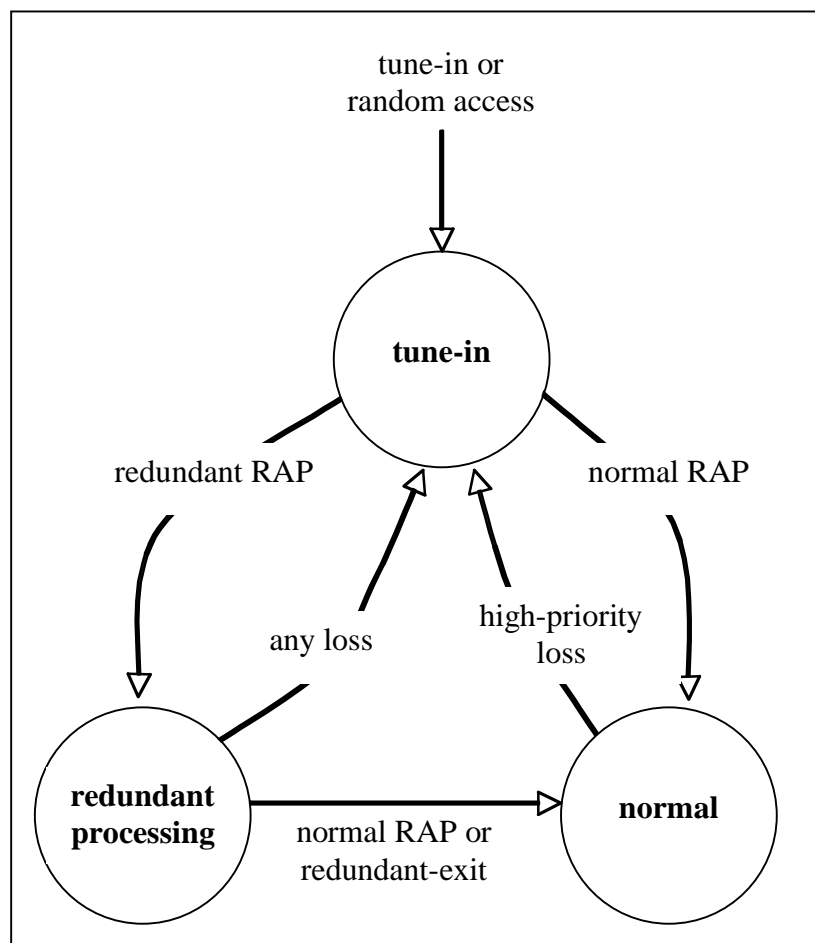 tune-in or
random access
tune-in
redundant RAP
normal RAP
any loss
high-priority
loss
redundant
processing
normal RAP or
redundant-exit
normal